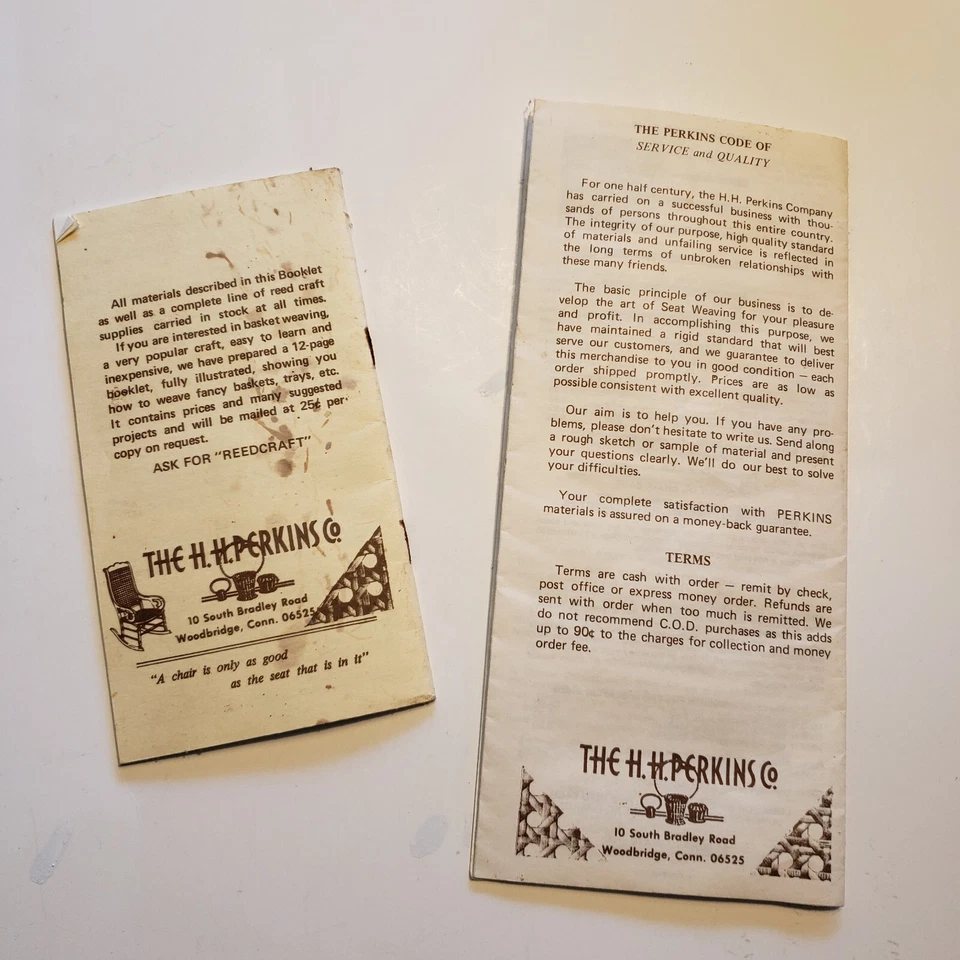 All materials described in this Booklet
as well as a complete line of reed craft
supplies carried in stock at all times.
If you are interested in basket weaving,
a very popular craft, easy to learn and
inexpensive, we have prepared a 12-page
booklet, fully illustrated, showing you
how to weave fancy baskets, trays, etc.
It contains prices and many suggested
projects and will be mailed at 25¢ per
copy on request.
ASK FOR "REEDCRAFT"
THE H.H. PERKINS Co
10 South Bradley Road
Woodbridge, Conn. 06525
"A chair is only as good
as the seat that is in it"
THE PERKINS CODE OF
SERVICE and QUALITY
For one half century, the H.H. Perkins Company
has carried on a successful business with thou-
sands of persons throughout this entire country.
The integrity of our purpose, high quality standard
of materials and unfailing service is reflected in
the long terms of unbroken relationships with
these many friends.
The basic principle of our business is to de-
velop the art of Seat Weaving for your pleasure
and profit. In accomplishing this purpose, we
have maintained a rigid standard that will best
serve our customers, and we guarantee to deliver
this merchandise to you in good condition — each
order shipped promptly. Prices are as low as
possible consistent with excellent quality.
Our aim is to help you. If you have any pro-
blems, please don't hesitate to write us. Send along
a rough sketch or sample of material and present
your questions clearly. We'll do our best to solve
your difficulties.
Your complete satisfaction with PERKINS
materials is assured on a money-back guarantee.
TERMS
Terms are cash with order — remit by check,
post office or express money order. Refunds are
sent with order when too much is remitted. We
do not recommend C.O.D. purchases as this adds
up to 90¢ to the charges for collection and money
order fee.
THE H.H. PERKINS Co
10 South Bradley Road
Woodbridge, Conn. 06525